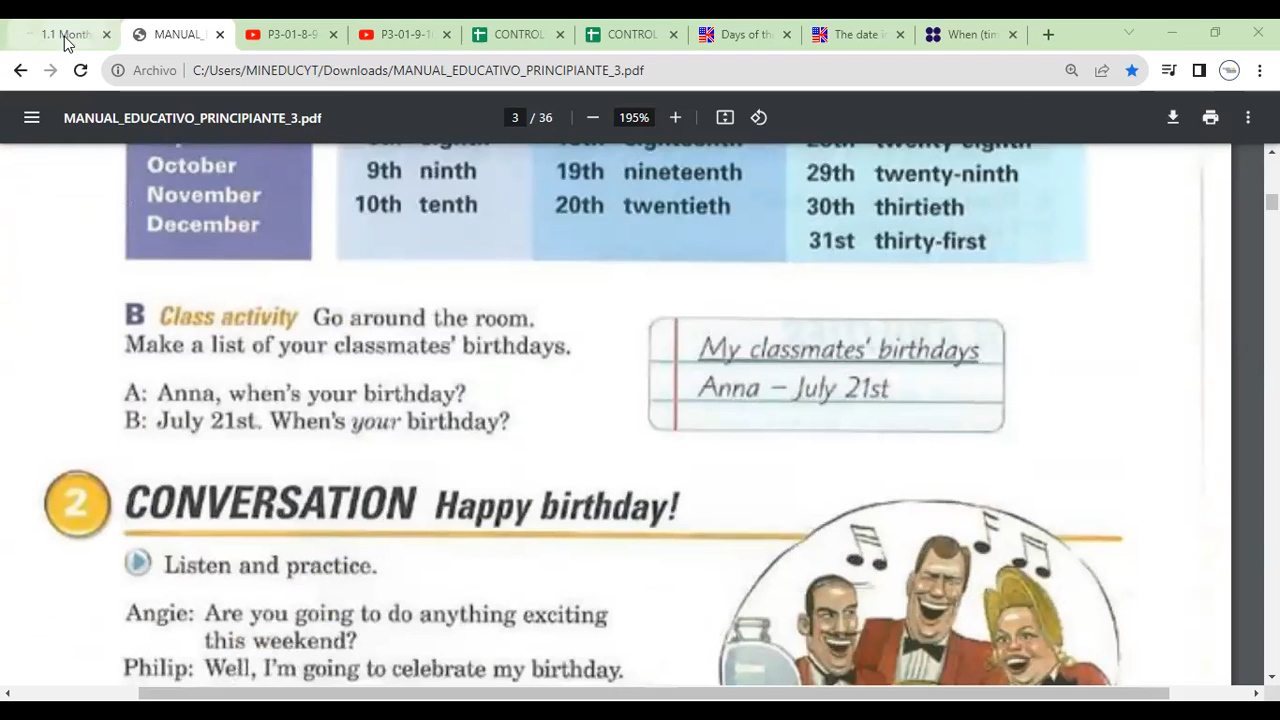 1.1 Month
MANUAL_
P3-01-8-9
P3-01-9-1
CONTROL
CONTROL
Days of th
The date i
When (tim
Archivo
C:/Users/MINEDUCYT/Downloads/MANUAL_EDUCATIVO_PRINCIPIANTE_3.pdf
MANUAL_EDUCATIVO_PRINCIPIANTE_3.pdf
3 / 36
195%
October
November
December
9th ninth
10th tenth
19th nineteenth
20th twentieth
29th twenty-ninth
30th thirtieth
31st thirty-first
B Class activity Go around the room.
Make a list of your classmates' birthdays.
A: Anna, when's your birthday?
B: July 21st. When's your birthday?
My classmates' birthdays
Anna – July 21st
2 CONVERSATION Happy birthday!
Listen and practice.
Angie: Are you going to do anything exciting
this weekend?
Philip: Well, I'm going to celebrate my birthday.